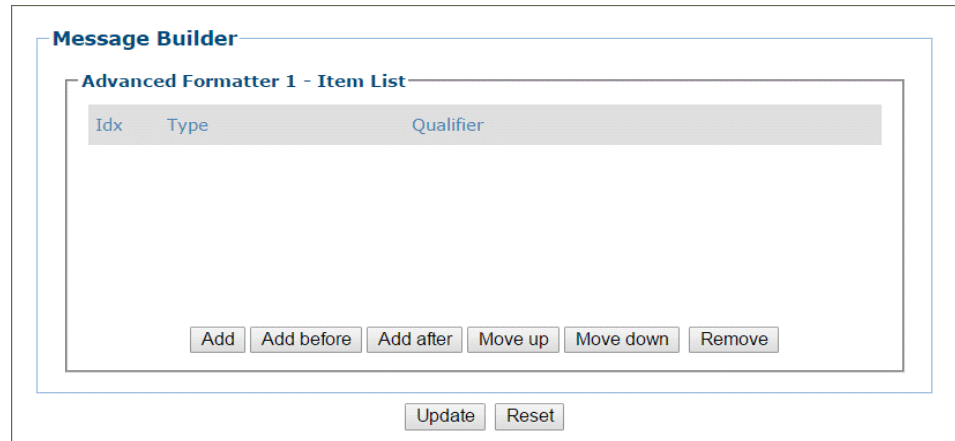 Message Builder
Advanced Formatter 1 - Item List
Idx Type Qualifier
Add Add before Add after Move up Move down Remove
Update Reset